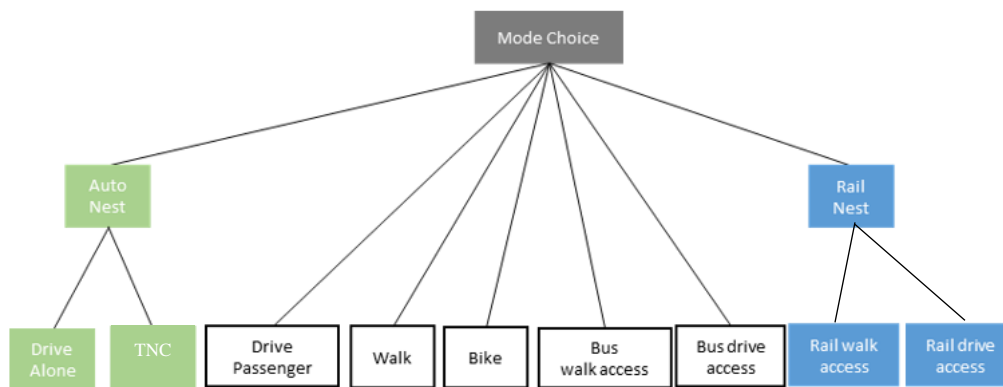 Mode Choice
Auto
Nest
Rail
Nest
Drive
Alone
TNC
Drive
Passenger
Walk
Bike
Bus
walk access
Bus drive
access
Rail walk
access
Rail drive
access